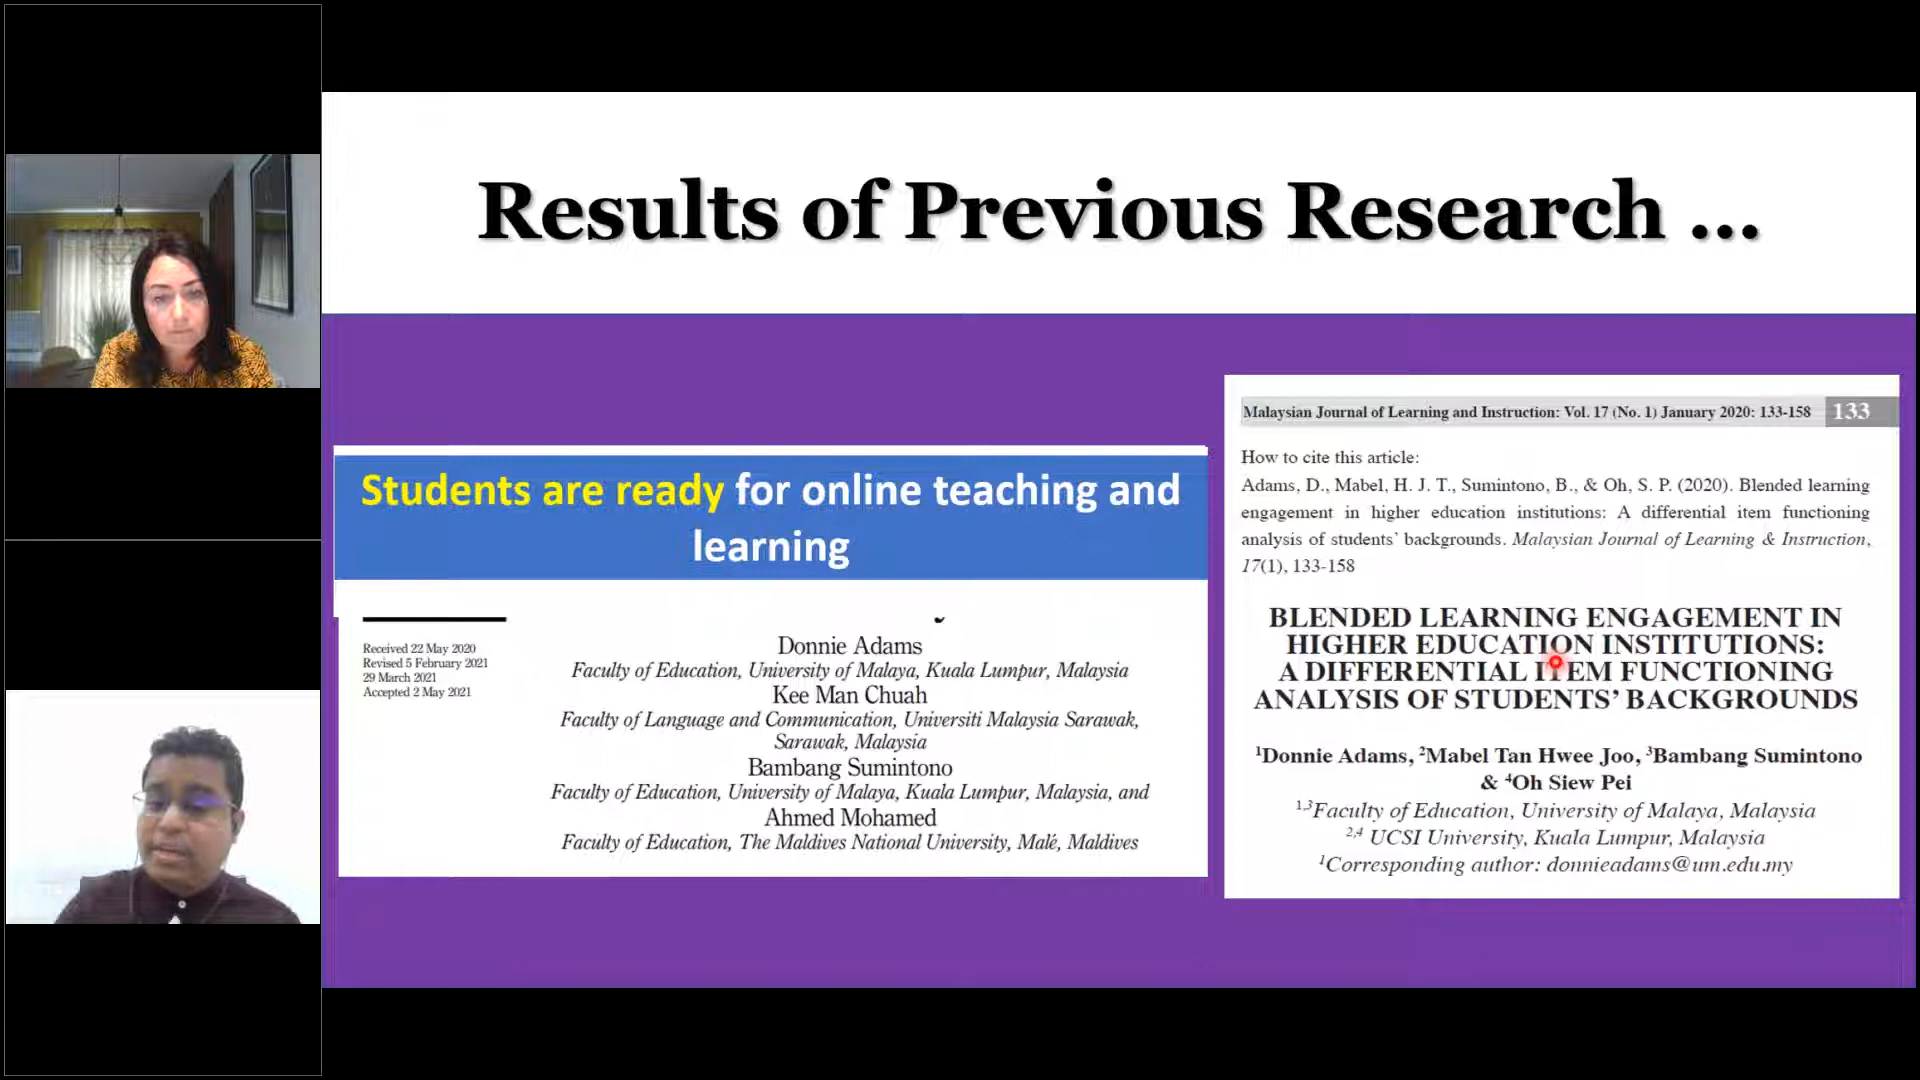 Results of Previous Research ...
Students are ready for online teaching and
learning
Received 22 May 2020
Revised 5 February 2021
29 March 2021
Accepted 2 May 2021
Donnie Adams
Faculty of Education, University of Malaya, Kuala Lumpur, Malaysia
Kee Man Chuah
Faculty of Language and Communication, Universiti Malaysia Sarawak,
Sarawak, Malaysia
Bambang Sumintono
Faculty of Education, University of Malaya, Kuala Lumpur, Malaysia, and
Ahmed Mohamed
Faculty of Education, The Maldives National University, Malé, Maldives
Malaysian Journal of Learning and Instruction: Vol. 17 (No. 1) January 2020: 133-158 133
How to cite this article:
Adams, D., Mabel, H. J. T., Sumintono, B., & Oh, S. P. (2020). Blended learning
engagement in higher education institutions: A differential item functioning
analysis of students’ backgrounds. Malaysian Journal of Learning & Instruction,
17(1), 133-158
BLENDED LEARNING ENGAGEMENT IN
HIGHER EDUCATION INSTITUTIONS:
A DIFFERENTIAL ITEM FUNCTIONING
ANALYSIS OF STUDENTS’ BACKGROUNDS
¹Donnie Adams, ²Mabel Tan Hwee Joo, ³Bambang Sumintono
& ⁴Oh Siew Pei
¹,³Faculty of Education, University of Malaya, Malaysia
²,⁴ UCSI University, Kuala Lumpur, Malaysia
¹Corresponding author: donnieadams@um.edu.my